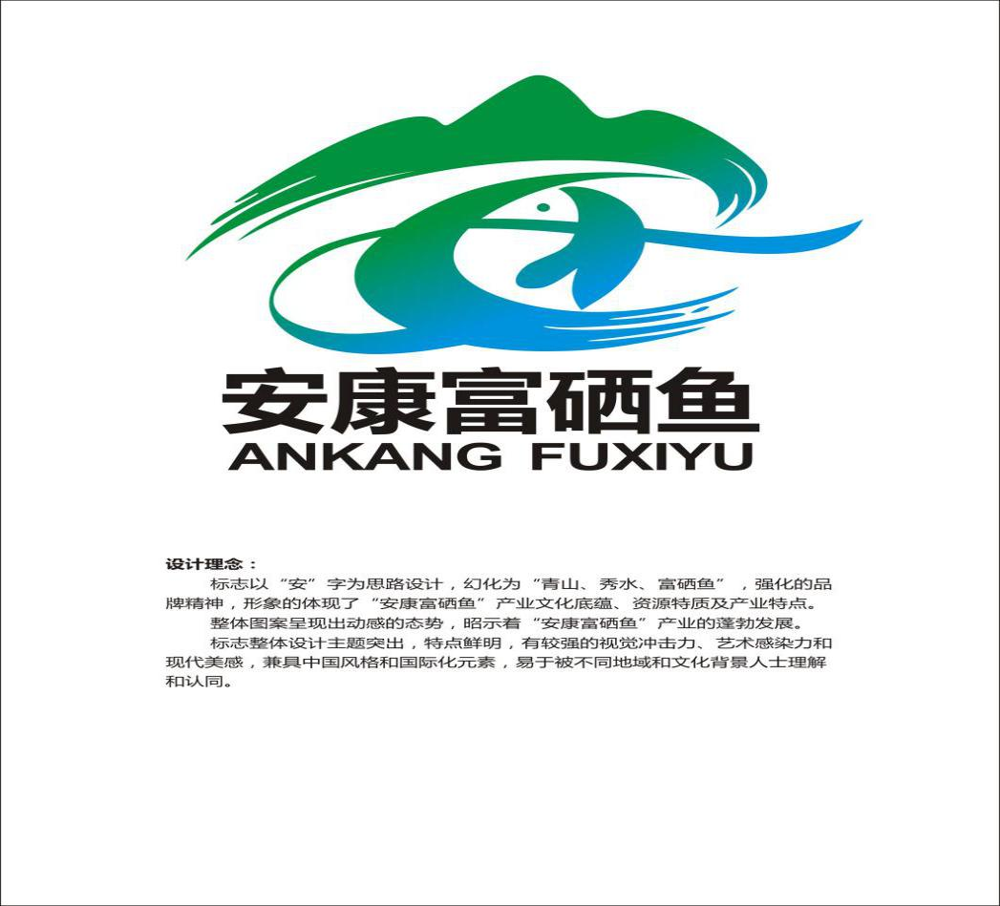 安康富硒鱼
ANKANG FUXIYU
设计理念：
标志以“安”字为思路设计，幻化为“青山、秀水、富硒鱼”，强化的品
牌精神，形象的体现了“安康富硒鱼”产业文化底蕴、资源特质及产业特点。
整体图案呈现出动感的态势，昭示着“安康富硒鱼”产业的蓬勃发展。
标志整体设计主题突出，特点鲜明，有较强的视觉冲击力、艺术感染力和
现代美感，兼具中国风格和国际化元素，易于被不同地域和文化背景人士理解
和认同。